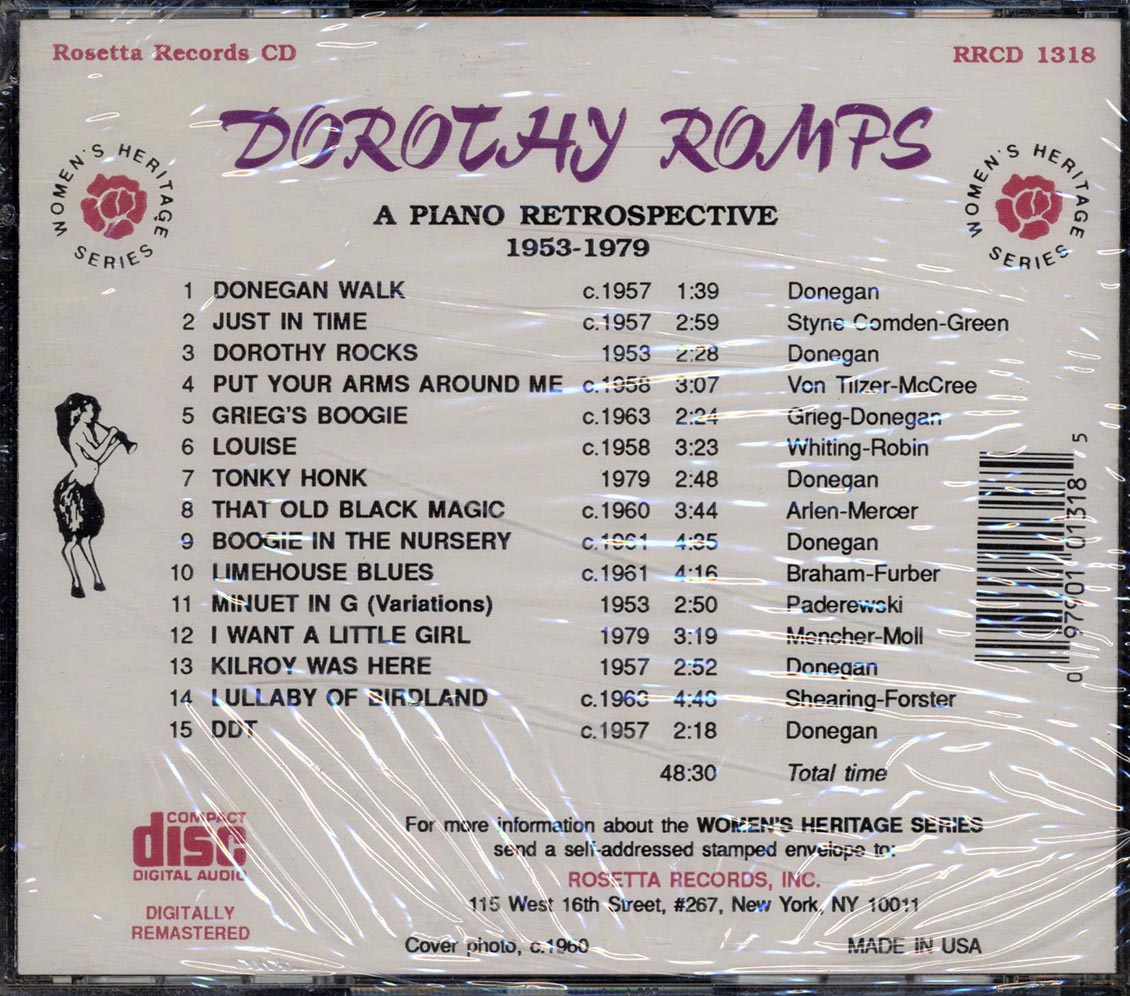 Rosetta Records CD
RRCD 1318
DOROTHY ROMPS
WOMEN'S HERITAGE SERIES
WOMEN'S HERITAGE SERIES
A PIANO RETROSPECTIVE
1953-1979
1 DONEGAN WALK c.1957 1:39 Donegan
2 JUST IN TIME c.1957 2:59 Styne-Comden-Green
3 DOROTHY ROCKS 1953 2:28 Donegan
4 PUT YOUR ARMS AROUND ME c.1958 3:07 Von Tilzer-McCree
5 GRIEG'S BOOGIE c.1963 2:24 Grieg-Donegan
6 LOUISE c.1958 3:23 Whiting-Robin
7 TONKY HONK 1979 2:48 Donegan
8 THAT OLD BLACK MAGIC c.1960 3:44 Arlen-Mercer
9 BOOGIE IN THE NURSERY c.1961 4:35 Donegan
10 LIMEHOUSE BLUES c.1961 4:16 Braham-Furber
11 MINUET IN G (Variations) 1953 2:50 Paderewski
12 I WANT A LITTLE GIRL 1979 3:19 Mencher-Moll
13 KILROY WAS HERE 1957 2:52 Donegan
14 LULLABY OF BIRDLAND c.1963 Shearing-Forster
15 DDT c.1957 2:18 Donegan
48:30 Total time
0 97901 01318 5
COMPACT
disc
DIGITAL AUDIO
DIGITALLY
REMASTERED
For more information about the WOMEN'S HERITAGE SERIES
send a self-addressed stamped envelope to:
ROSETTA RECORDS, INC.
115 West 16th Street, #267, New York, NY 10011
Cover photo, c.1960
MADE IN USA